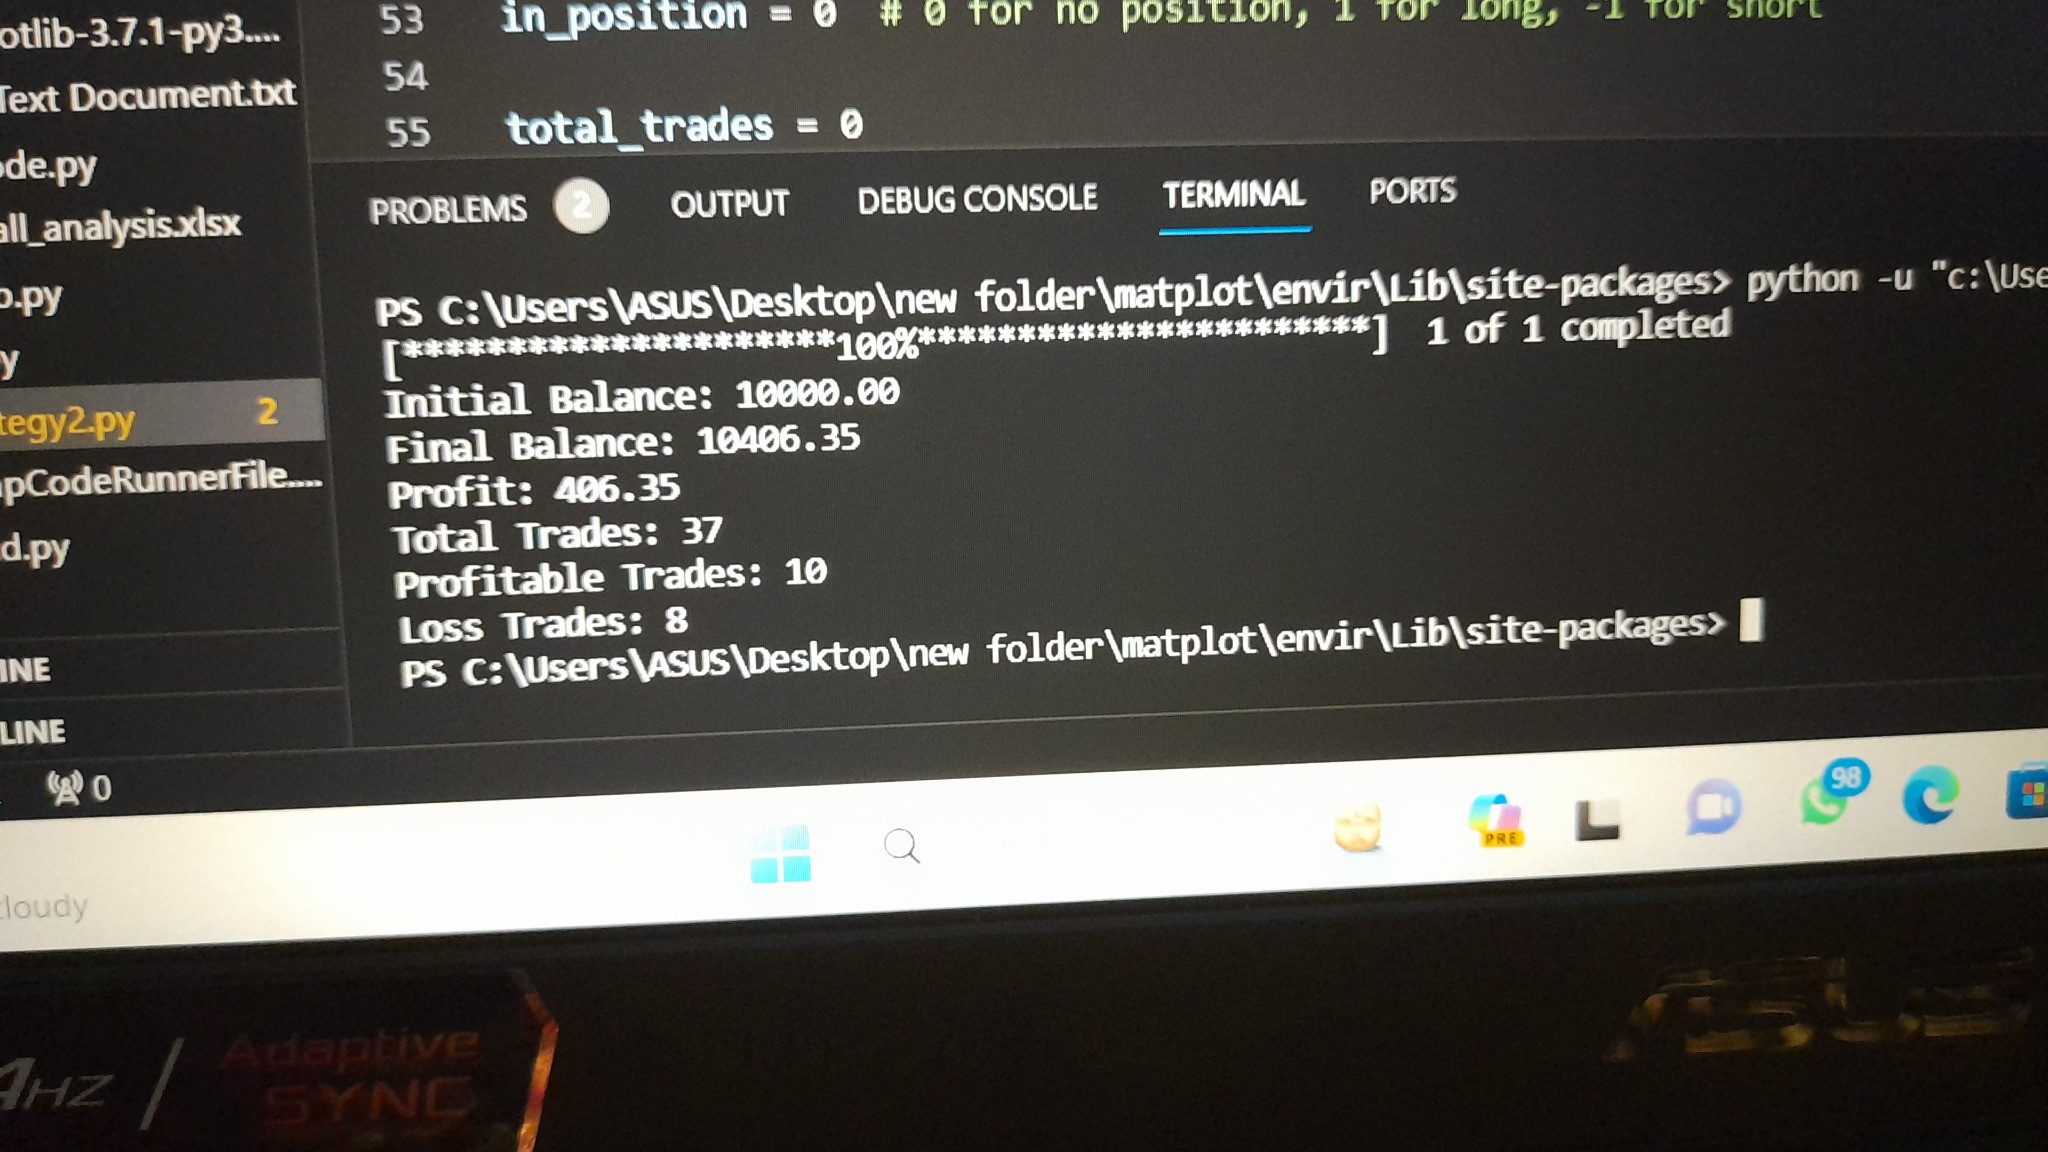 otlib-3.7.1-py3....
Text Document.txt
ode.py
all_analysis.xlsx
o.py
y
tegy2.py 2
apCodeRunnerFile....
d.py
INE
LINE
0
53 in_position = 0 # 0 for no position, 1 for long, -1 for short
54
55 total_trades = 0
PROBLEMS 2 OUTPUT DEBUG CONSOLE TERMINAL PORTS
PS C:\Users\ASUS\Desktop\new folder\matplot\envir\Lib\site-packages> python -u "c:\Use
[*********************100%**********************] 1 of 1 completed
Initial Balance: 10000.00
Final Balance: 10406.35
Profit: 406.35
Total Trades: 37
Profitable Trades: 10
Loss Trades: 8
PS C:\Users\ASUS\Desktop\new folder\matplot\envir\Lib\site-packages>
PRE
98
cloudy
HZ / Adaptive
SYNC
ASUS